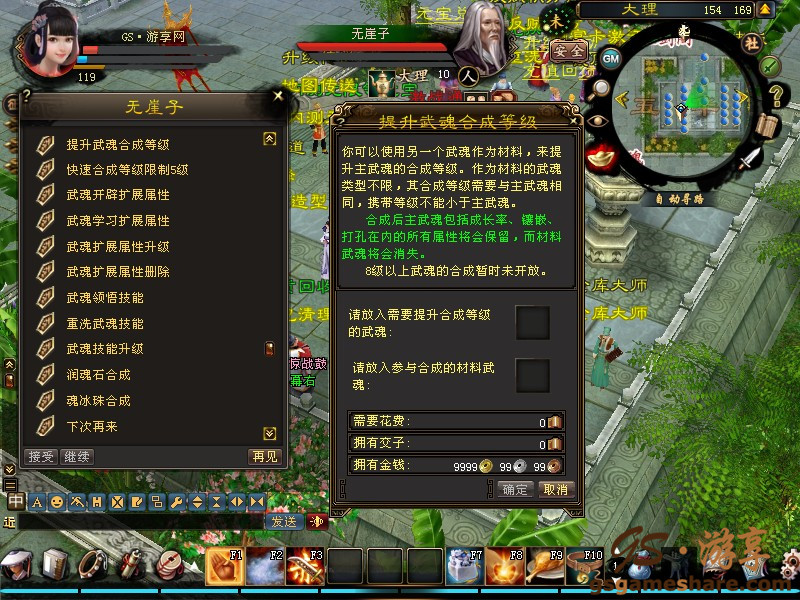 GS·游享网
119
无崖子
10
大理
154 169
GM
安全
自动寻路
地图传送
大理
库大师
库大师
无崖子
提升武魂合成等级
快速合成等级限制5级
武魂开辟扩展属性
武魂学习扩展属性
武魂扩展属性升级
武魂扩展属性删除
武魂领悟技能
重洗武魂技能
武魂技能升级
润魂石合成
魂冰珠合成
下次再来
接受
继续
再见
提升武魂合成等级
你可以使用另一个武魂作为材料，来提
升主武魂的合成等级。作为材料的武魂
类型不限，其合成等级需要与主武魂相
同，携带等级不能小于主武魂。
合成后主武魂包括成长率、镶嵌、
打孔在内的所有属性将会保留，而材料
武魂将会消失。
8级以上武魂的合成暂时未开放。
请放入需要提升合成等级
的武魂：
请放入参与合成的材料武
魂：
需要花费： 0
拥有交子： 0
拥有金钱： 9999 99 99
确定
取消
中
近
发送
F1
F2
F3
F7
F8
F9
F10
GS·游享
gsgameshare.com